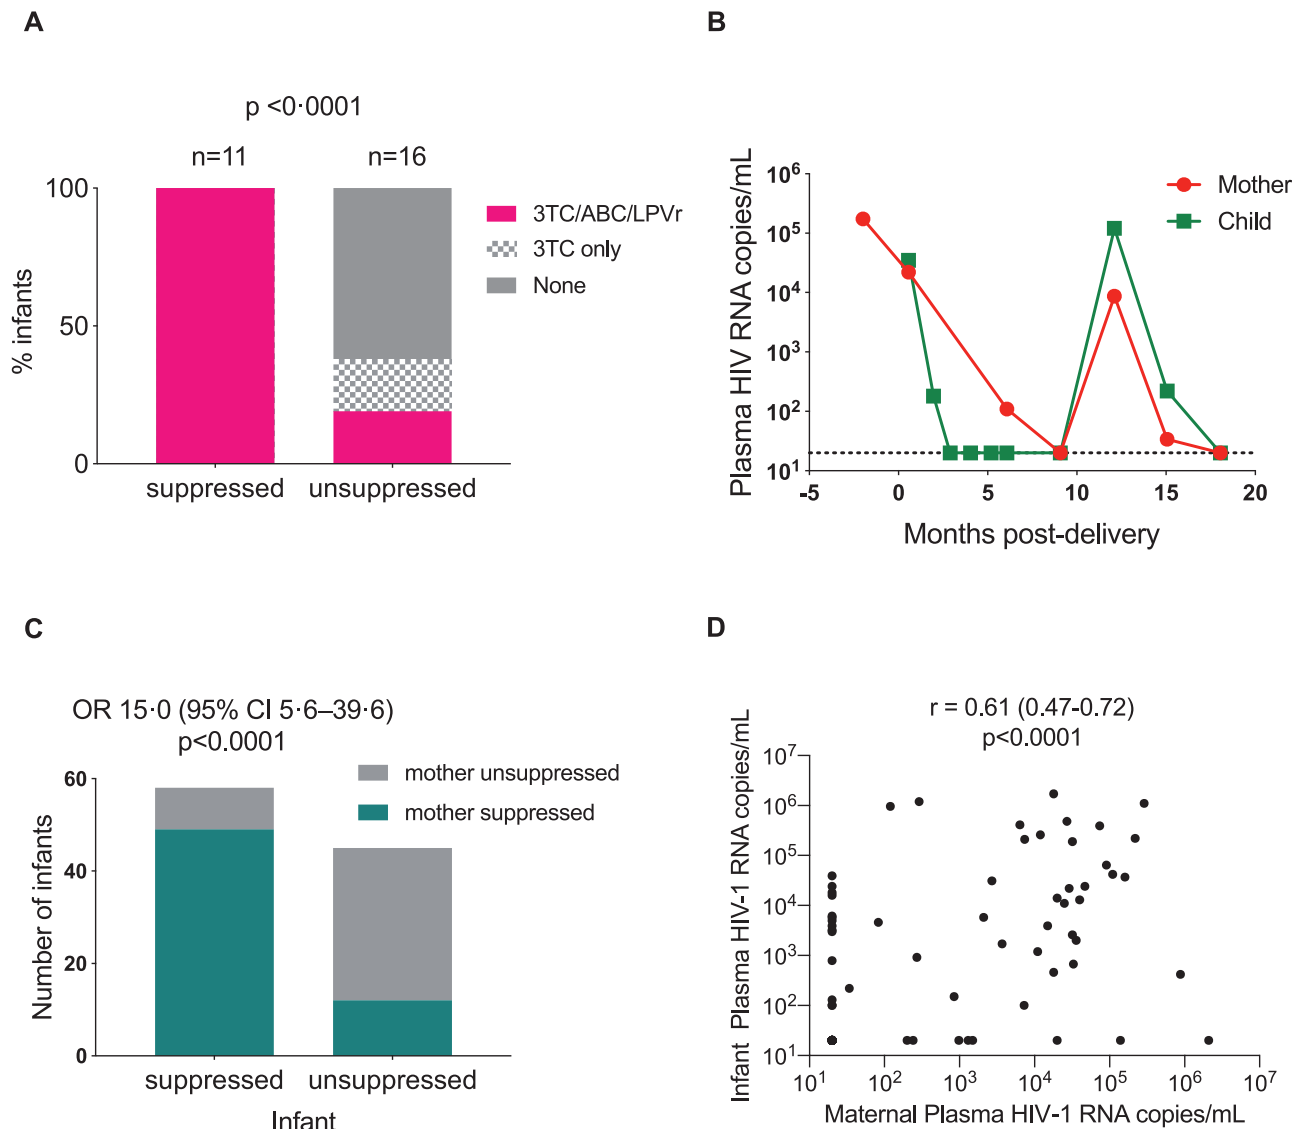 A
p <0·0001
n=11
n=16
100
50
0
% infants
suppressed
unsuppressed
3TC/ABC/LPVr
3TC only
None
B
Plasma HIV RNA copies/mL
10⁶
10⁵
10⁴
10³
10²
10¹
-5
0
5
10
15
20
Months post-delivery
Mother
Child
C
OR 15·0 (95% CI 5·6–39·6)
p<0.0001
mother unsuppressed
mother suppressed
Number of infants
60
40
20
0
suppressed
unsuppressed
Infant
D
r = 0.61 (0.47-0.72)
p<0.0001
Infant Plasma HIV-1 RNA copies/mL
10⁷
10⁶
10⁵
10⁴
10³
10²
10¹
10¹
10²
10³
10⁴
10⁵
10⁶
10⁷
Maternal Plasma HIV-1 RNA copies/mL